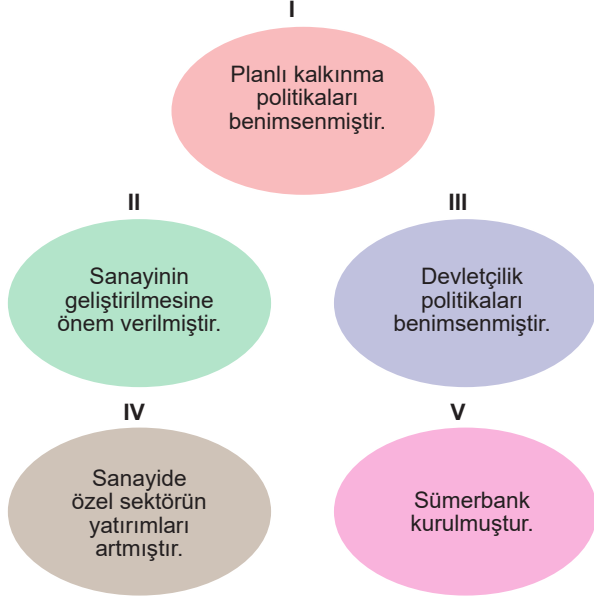 I
Planlı kalkınma
politikaları
benimsenmiştir.
II
Sanayinin
geliştirilmesine
önem verilmiştir.
III
Devletçilik
politikaları
benimsenmiştir.
IV
Sanayide
özel sektörün
yatırımları
artmıştır.
V
Sümerbank
kurulmuştur.